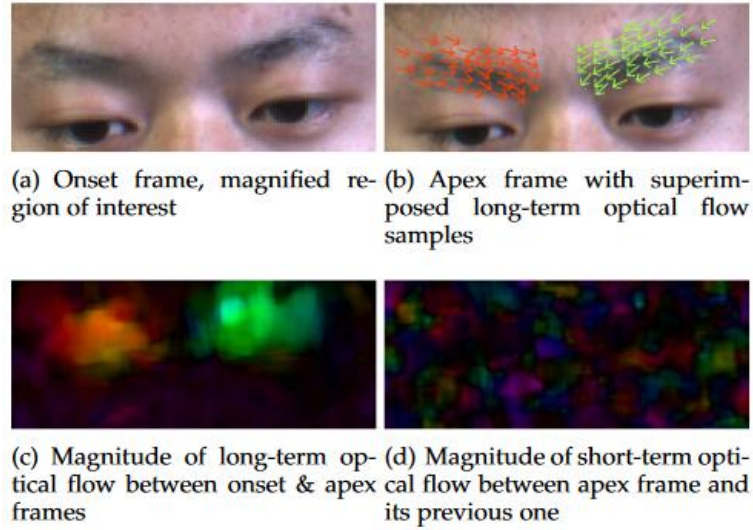 (a) Onset frame, magnified re-
gion of interest
(b) Apex frame with superim-
posed long-term optical flow
samples
(c) Magnitude of long-term op-
tical flow between onset & apex
frames
(d) Magnitude of short-term opti-
cal flow between apex frame and
its previous one